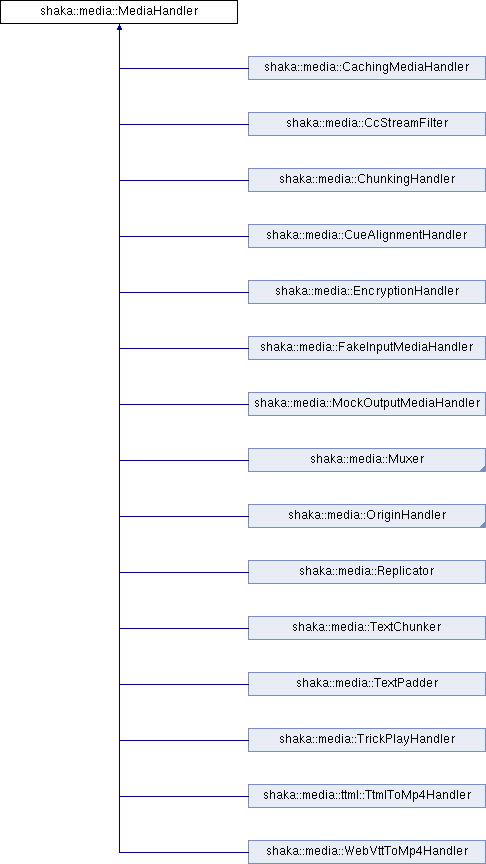 shaka::media::MediaHandler
shaka::media::CachingMediaHandler
shaka::media::CcStreamFilter
shaka::media::ChunkingHandler
shaka::media::CueAlignmentHandler
shaka::media::EncryptionHandler
shaka::media::FakeInputMediaHandler
shaka::media::MockOutputMediaHandler
shaka::media::Muxer
shaka::media::OriginHandler
shaka::media::Replicator
shaka::media::TextChunker
shaka::media::TextPadder
shaka::media::TrickPlayHandler
shaka::media::ttml::TtmlToMp4Handler
shaka::media::WebVttToMp4Handler